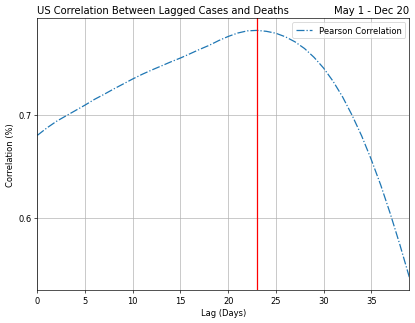 US Correlation Between Lagged Cases and Deaths
May 1 - Dec 20
Pearson Correlation
Correlation (%)
0.7
0.6
0 5 10 15 20 25 30 35
Lag (Days)